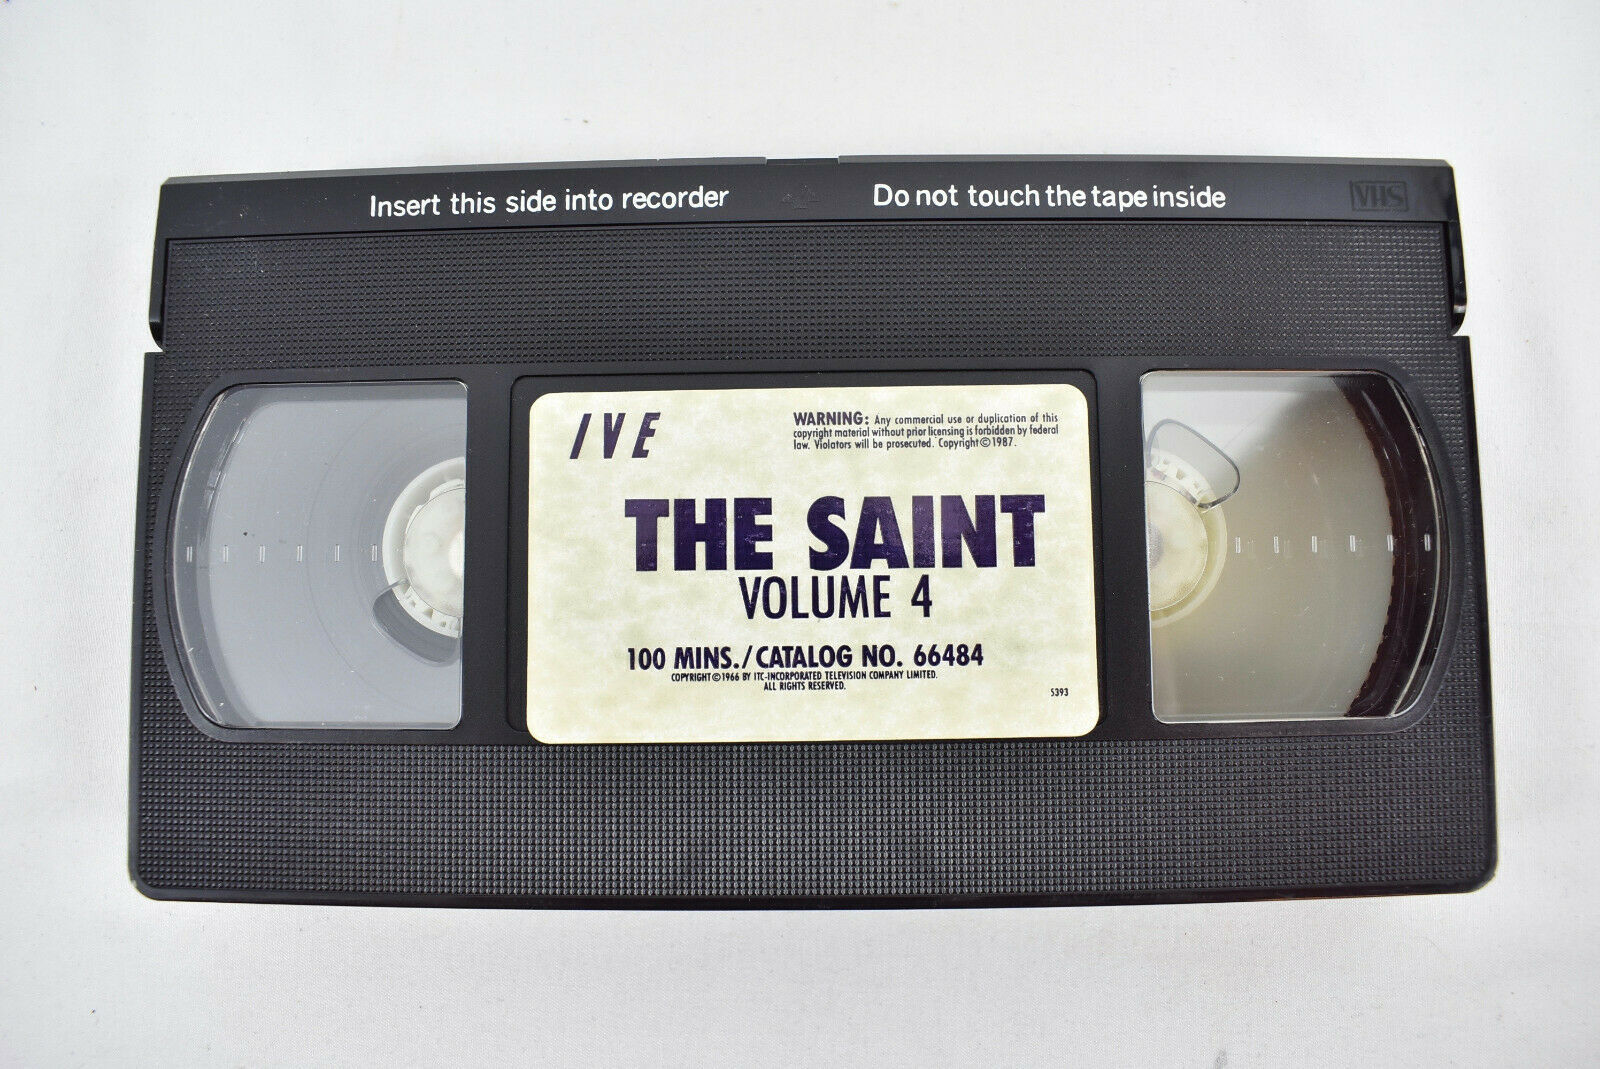 Insert this side into recorder Do not touch the tape inside VHS
IVE
WARNING: Any commercial use or duplication of this
copyright material without prior licensing is forbidden by federal
law. Violators will be prosecuted. Copyright©1987.
THE SAINT
VOLUME 4
100 MINS./CATALOG NO. 66484
COPYRIGHT©1966 BY ITC-INCORPORATED TELEVISION COMPANY LIMITED.
ALL RIGHTS RESERVED.
5393